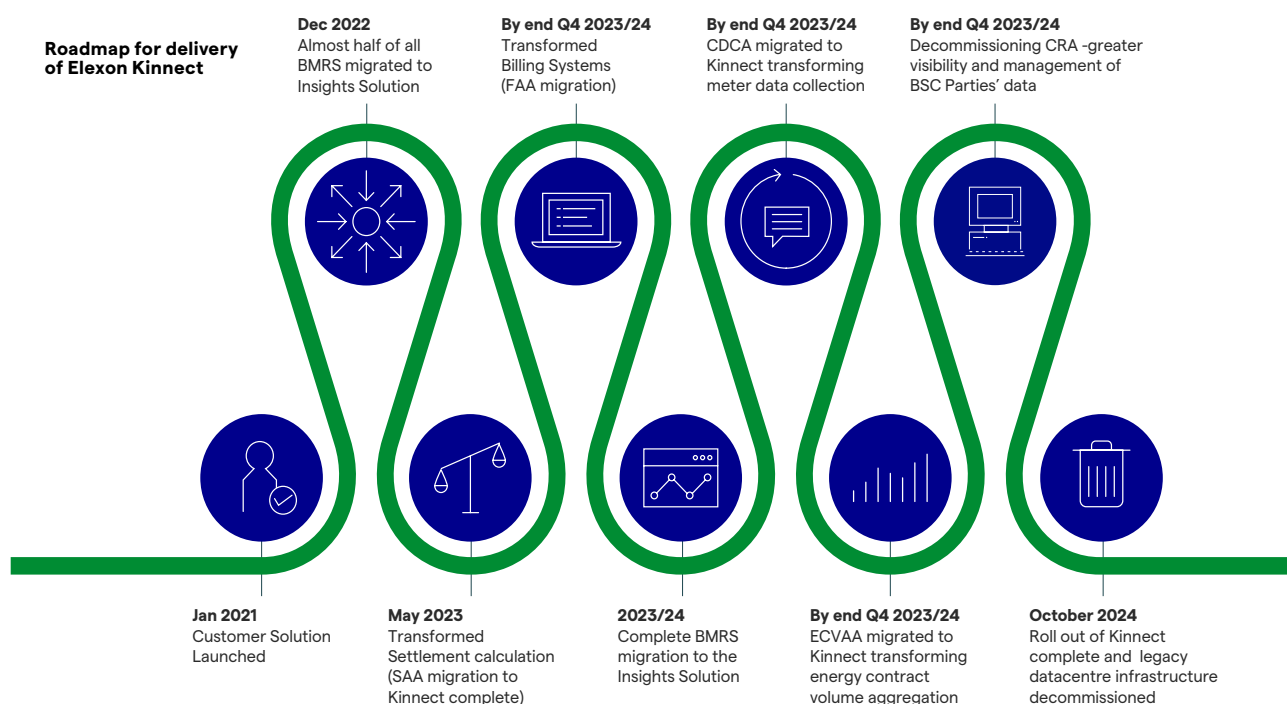 Roadmap for delivery
of Elexon Kinnect
Dec 2022
Almost half of all
BMRS migrated to
Insights Solution
By end Q4 2023/24
Transformed
Billing Systems
(FAA migration)
By end Q4 2023/24
CDCA migrated to
Kinnect transforming
meter data collection
By end Q4 2023/24
Decommissioning CRA -greater
visibility and management of
BSC Parties’ data
Jan 2021
Customer Solution
Launched
May 2023
Transformed
Settlement calculation
(SAA migration to
Kinnect complete)
2023/24
Complete BMRS
migration to the
Insights Solution
By end Q4 2023/24
ECVAA migrated to
Kinnect transforming
energy contract
volume aggregation
October 2024
Roll out of Kinnect
complete and legacy
datacentre infrastructure
decommissioned